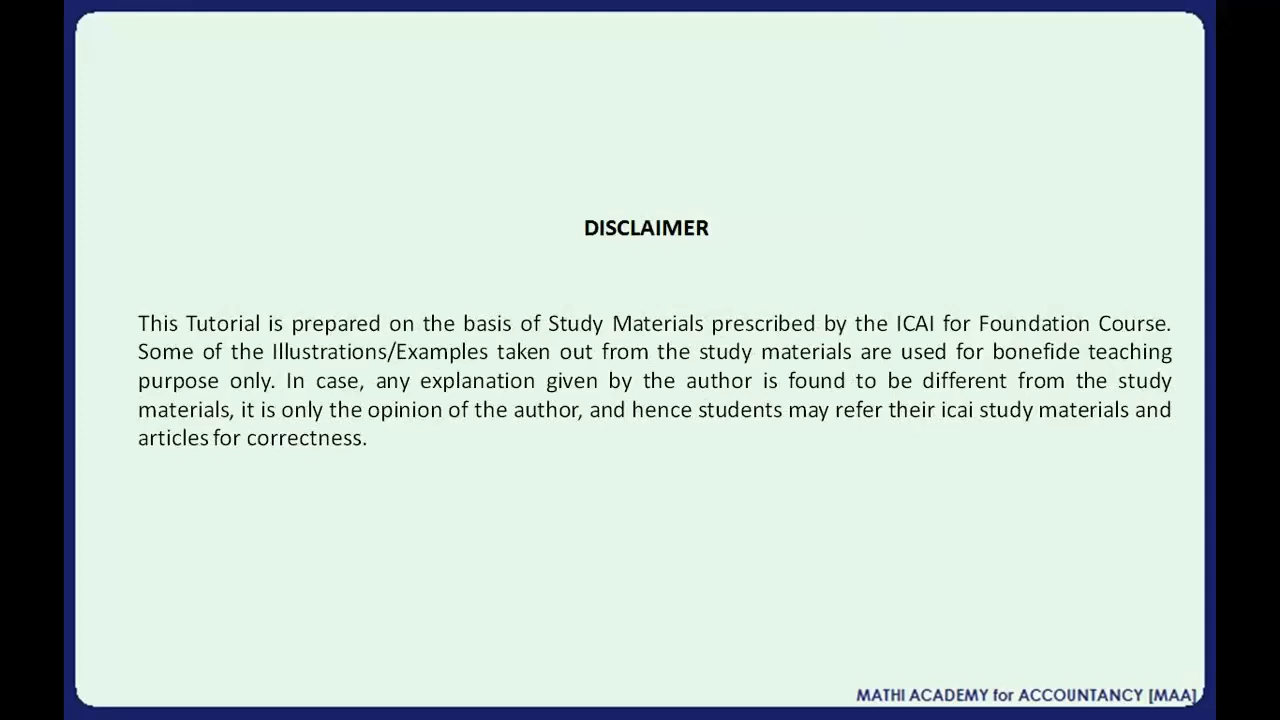 DISCLAIMER
This Tutorial is prepared on the basis of Study Materials prescribed by the ICAI for Foundation Course.
Some of the Illustrations/Examples taken out from the study materials are used for bonefide teaching
purpose only. In case, any explanation given by the author is found to be different from the study
materials, it is only the opinion of the author, and hence students may refer their icai study materials and
articles for correctness.
MATHI ACADEMY for ACCOUNTANCY [MAA]